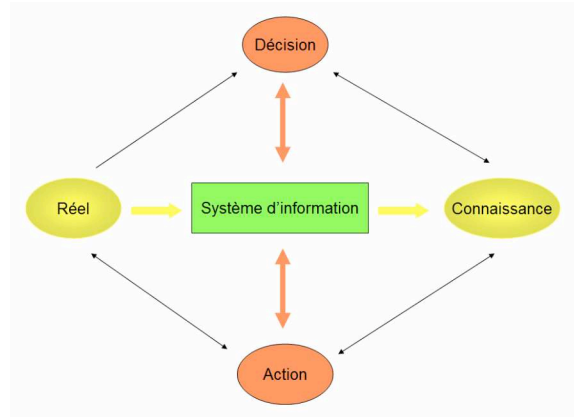 Décision
Réel
Système d'information
Connaissance
Action